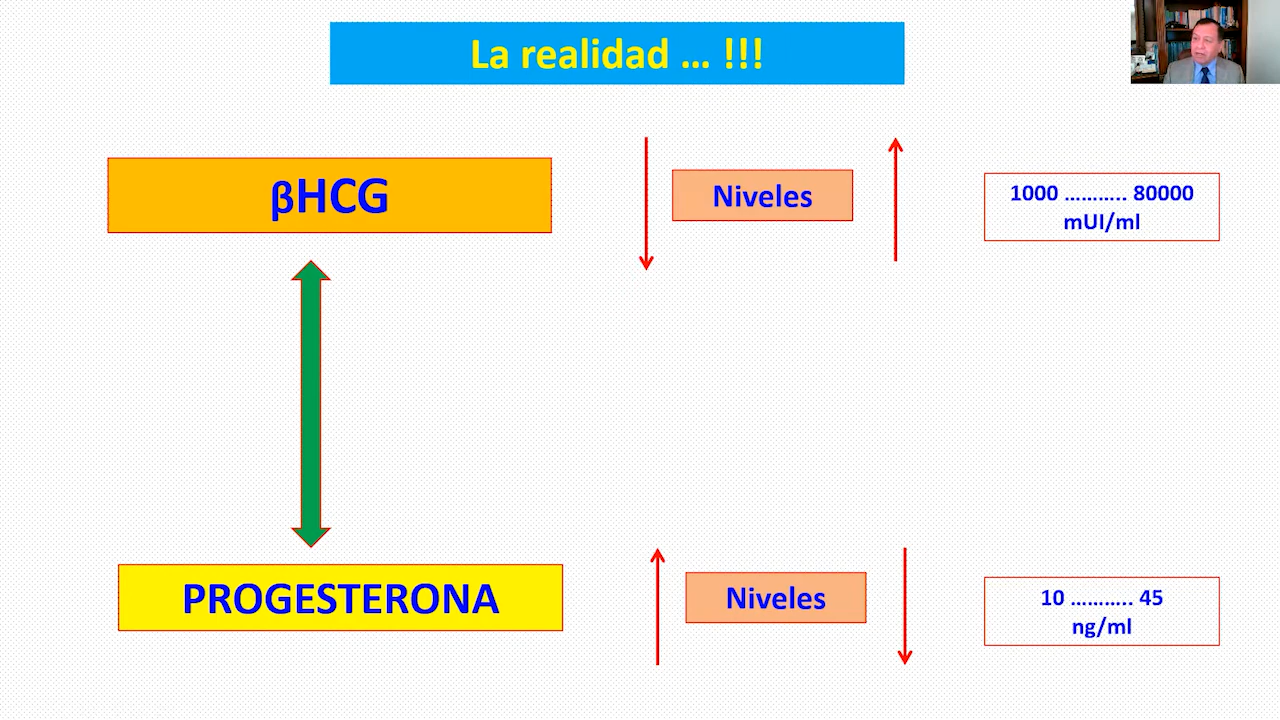 La realidad ... !!!
βHCG
Niveles
1000 ……….. 80000
mUI/ml
PROGESTERONA
Niveles
10 ……….. 45
ng/ml